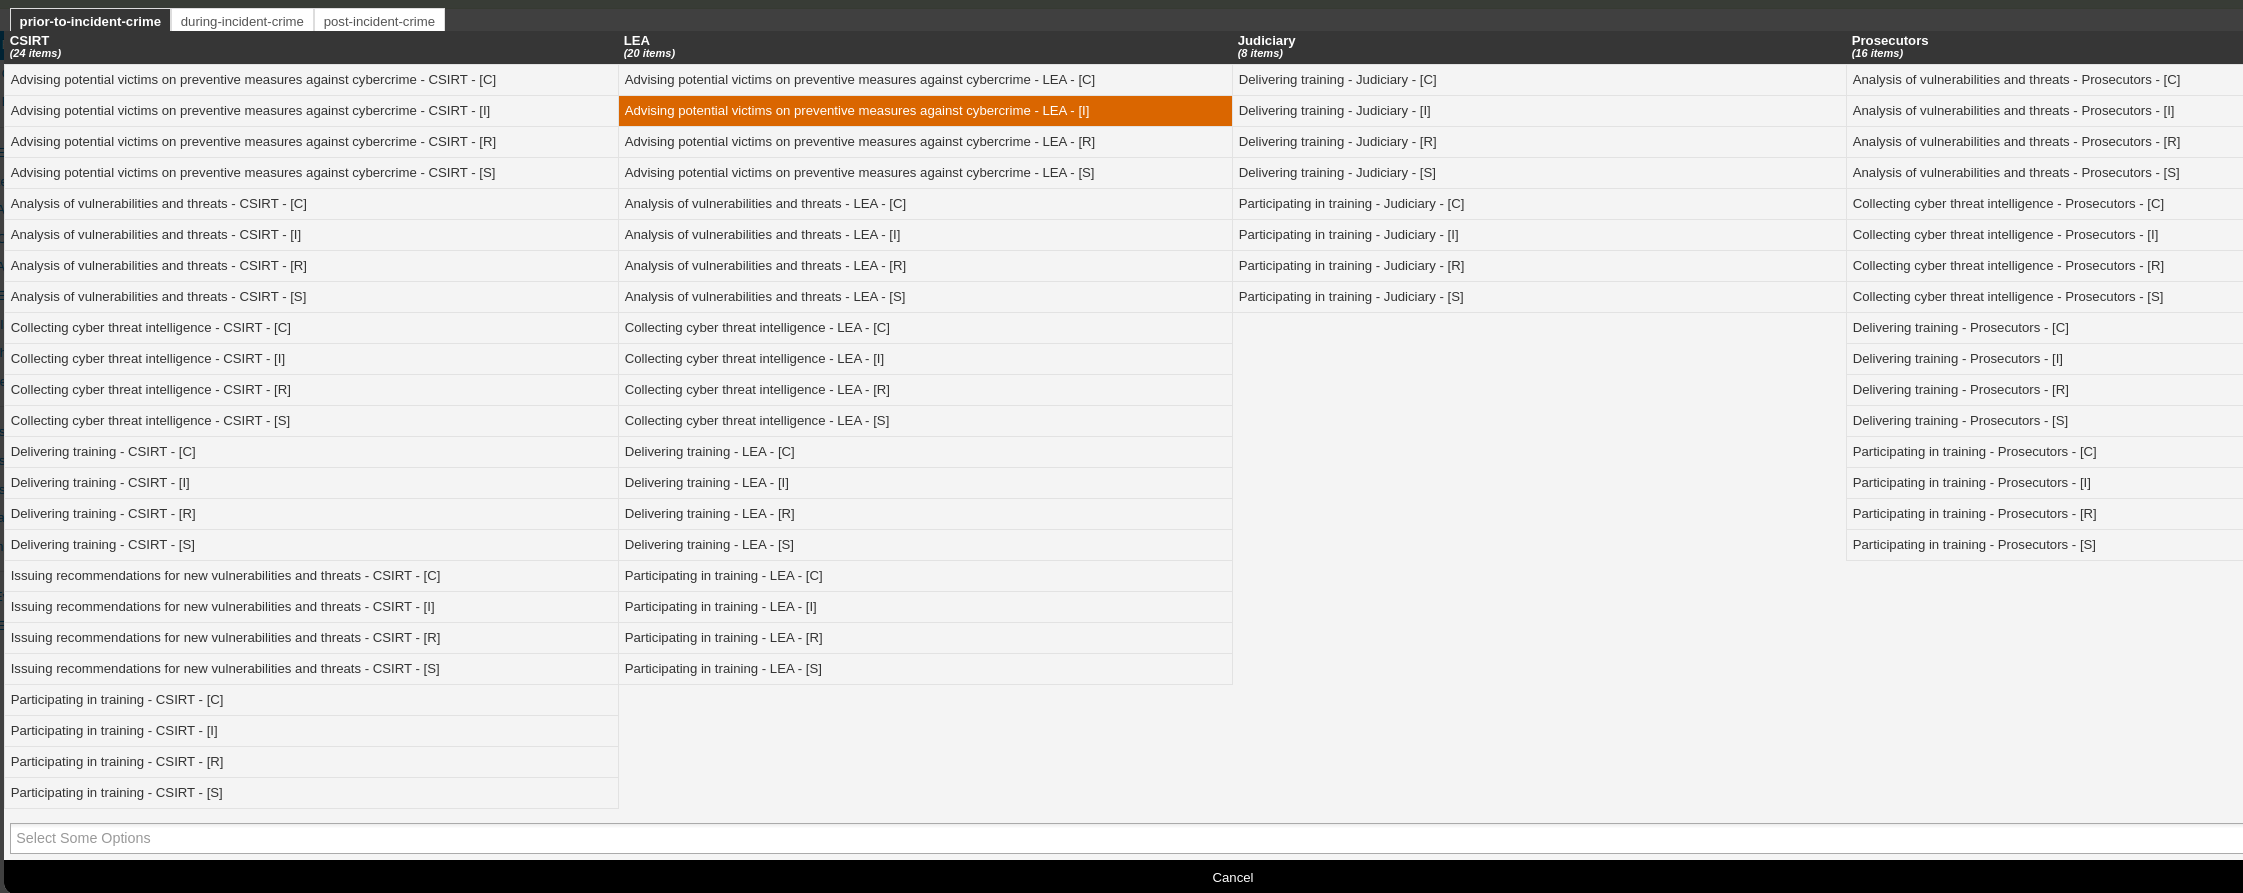 prior-to-incident-crime during-incident-crime post-incident-crime
CSIRT LEA Judiciary Prosecutors
(24 items) (20 items) (8 items) (16 items)
Advising potential victims on preventive measures against cybercrime - CSIRT - [C] Advising potential victims on preventive measures against cybercrime - LEA - [C] Delivering training - Judiciary - [C] Analysis of vulnerabilities and threats - Prosecutors - [C]
Advising potential victims on preventive measures against cybercrime - CSIRT - [I] Advising potential victims on preventive measures against cybercrime - LEA - [I] Delivering training - Judiciary - [I] Analysis of vulnerabilities and threats - Prosecutors - [I]
Advising potential victims on preventive measures against cybercrime - CSIRT - [R] Advising potential victims on preventive measures against cybercrime - LEA - [R] Delivering training - Judiciary - [R] Analysis of vulnerabilities and threats - Prosecutors - [R]
Advising potential victims on preventive measures against cybercrime - CSIRT - [S] Advising potential victims on preventive measures against cybercrime - LEA - [S] Delivering training - Judiciary - [S] Analysis of vulnerabilities and threats - Prosecutors - [S]
Analysis of vulnerabilities and threats - CSIRT - [C] Analysis of vulnerabilities and threats - LEA - [C] Participating in training - Judiciary - [C] Collecting cyber threat intelligence - Prosecutors - [C]
Analysis of vulnerabilities and threats - CSIRT - [I] Analysis of vulnerabilities and threats - LEA - [I] Participating in training - Judiciary - [I] Collecting cyber threat intelligence - Prosecutors - [I]
Analysis of vulnerabilities and threats - CSIRT - [R] Analysis of vulnerabilities and threats - LEA - [R] Participating in training - Judiciary - [R] Collecting cyber threat intelligence - Prosecutors - [R]
Analysis of vulnerabilities and threats - CSIRT - [S] Analysis of vulnerabilities and threats - LEA - [S] Participating in training - Judiciary - [S] Collecting cyber threat intelligence - Prosecutors - [S]
Collecting cyber threat intelligence - CSIRT - [C] Collecting cyber threat intelligence - LEA - [C] Delivering training - Prosecutors - [C]
Collecting cyber threat intelligence - CSIRT - [I] Collecting cyber threat intelligence - LEA - [I] Delivering training - Prosecutors - [I]
Collecting cyber threat intelligence - CSIRT - [R] Collecting cyber threat intelligence - LEA - [R] Delivering training - Prosecutors - [R]
Collecting cyber threat intelligence - CSIRT - [S] Collecting cyber threat intelligence - LEA - [S] Delivering training - Prosecutors - [S]
Delivering training - CSIRT - [C] Delivering training - LEA - [C] Participating in training - Prosecutors - [C]
Delivering training - CSIRT - [I] Delivering training - LEA - [I] Participating in training - Prosecutors - [I]
Delivering training - CSIRT - [R] Delivering training - LEA - [R] Participating in training - Prosecutors - [R]
Delivering training - CSIRT - [S] Delivering training - LEA - [S] Participating in training - Prosecutors - [S]
Issuing recommendations for new vulnerabilities and threats - CSIRT - [C] Participating in training - LEA - [C]
Issuing recommendations for new vulnerabilities and threats - CSIRT - [I] Participating in training - LEA - [I]
Issuing recommendations for new vulnerabilities and threats - CSIRT - [R] Participating in training - LEA - [R]
Issuing recommendations for new vulnerabilities and threats - CSIRT - [S] Participating in training - LEA - [S]
Participating in training - CSIRT - [C]
Participating in training - CSIRT - [I]
Participating in training - CSIRT - [R]
Participating in training - CSIRT - [S]
Select Some Options
Cancel